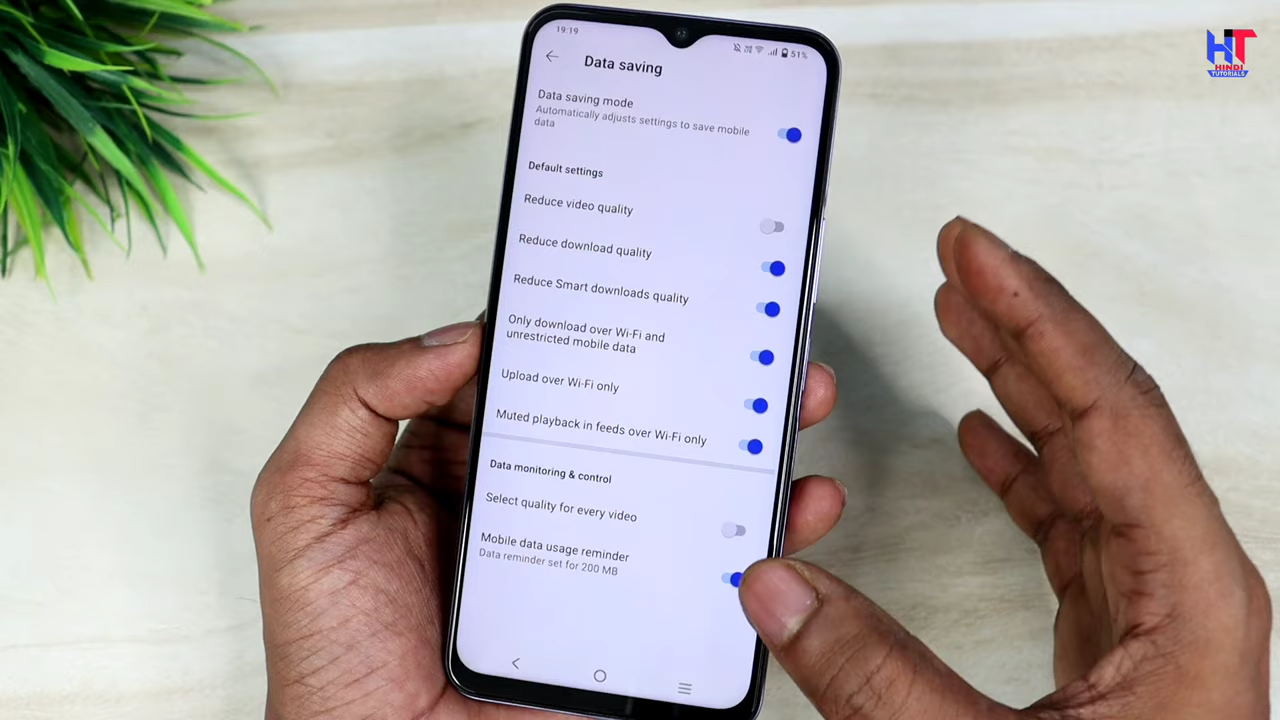 19:19
51%
Data saving
Data saving mode
Automatically adjusts settings to save mobile
data
Default settings
Reduce video quality
Reduce download quality
Reduce Smart downloads quality
Only download over Wi-Fi and
unrestricted mobile data
Upload over Wi-Fi only
Muted playback in feeds over Wi-Fi only
Data monitoring & control
Select quality for every video
Mobile data usage reminder
Data reminder set for 200 MB
HT
HINDI
TUTORIALS